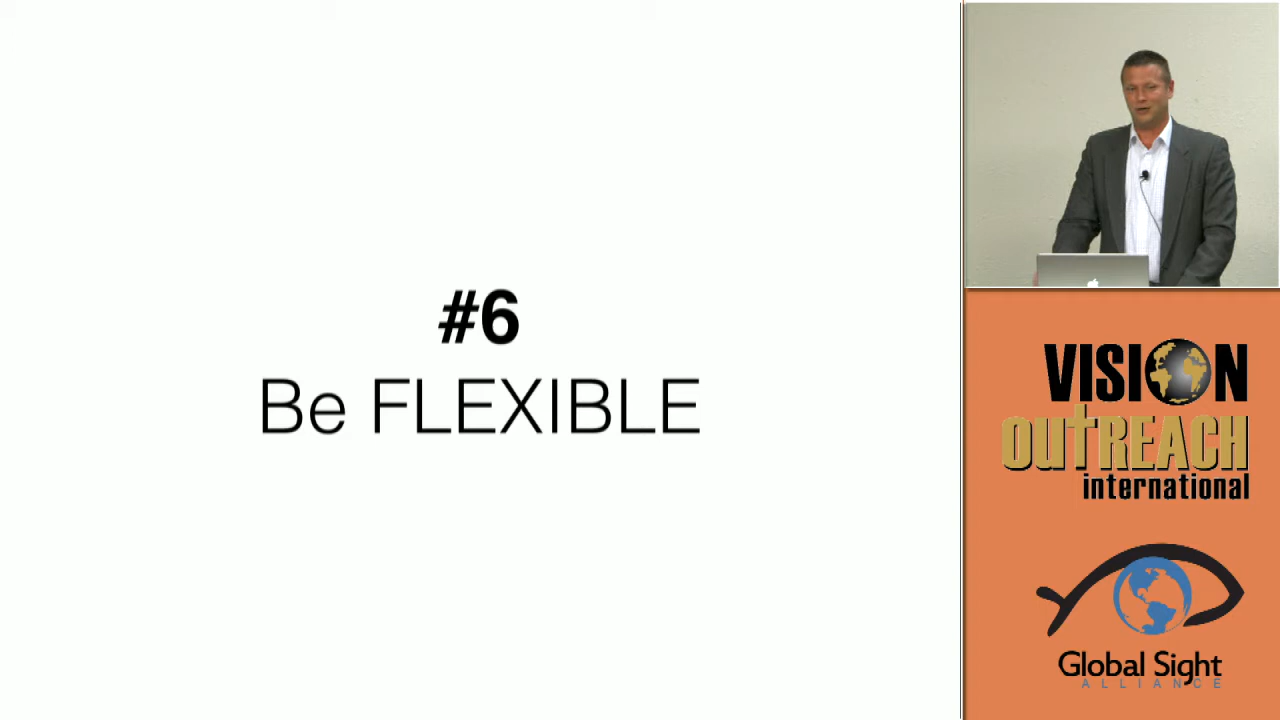 #6
Be FLEXIBLE
VISION
OUTREACH
international
Global Sight
ALLIANCE